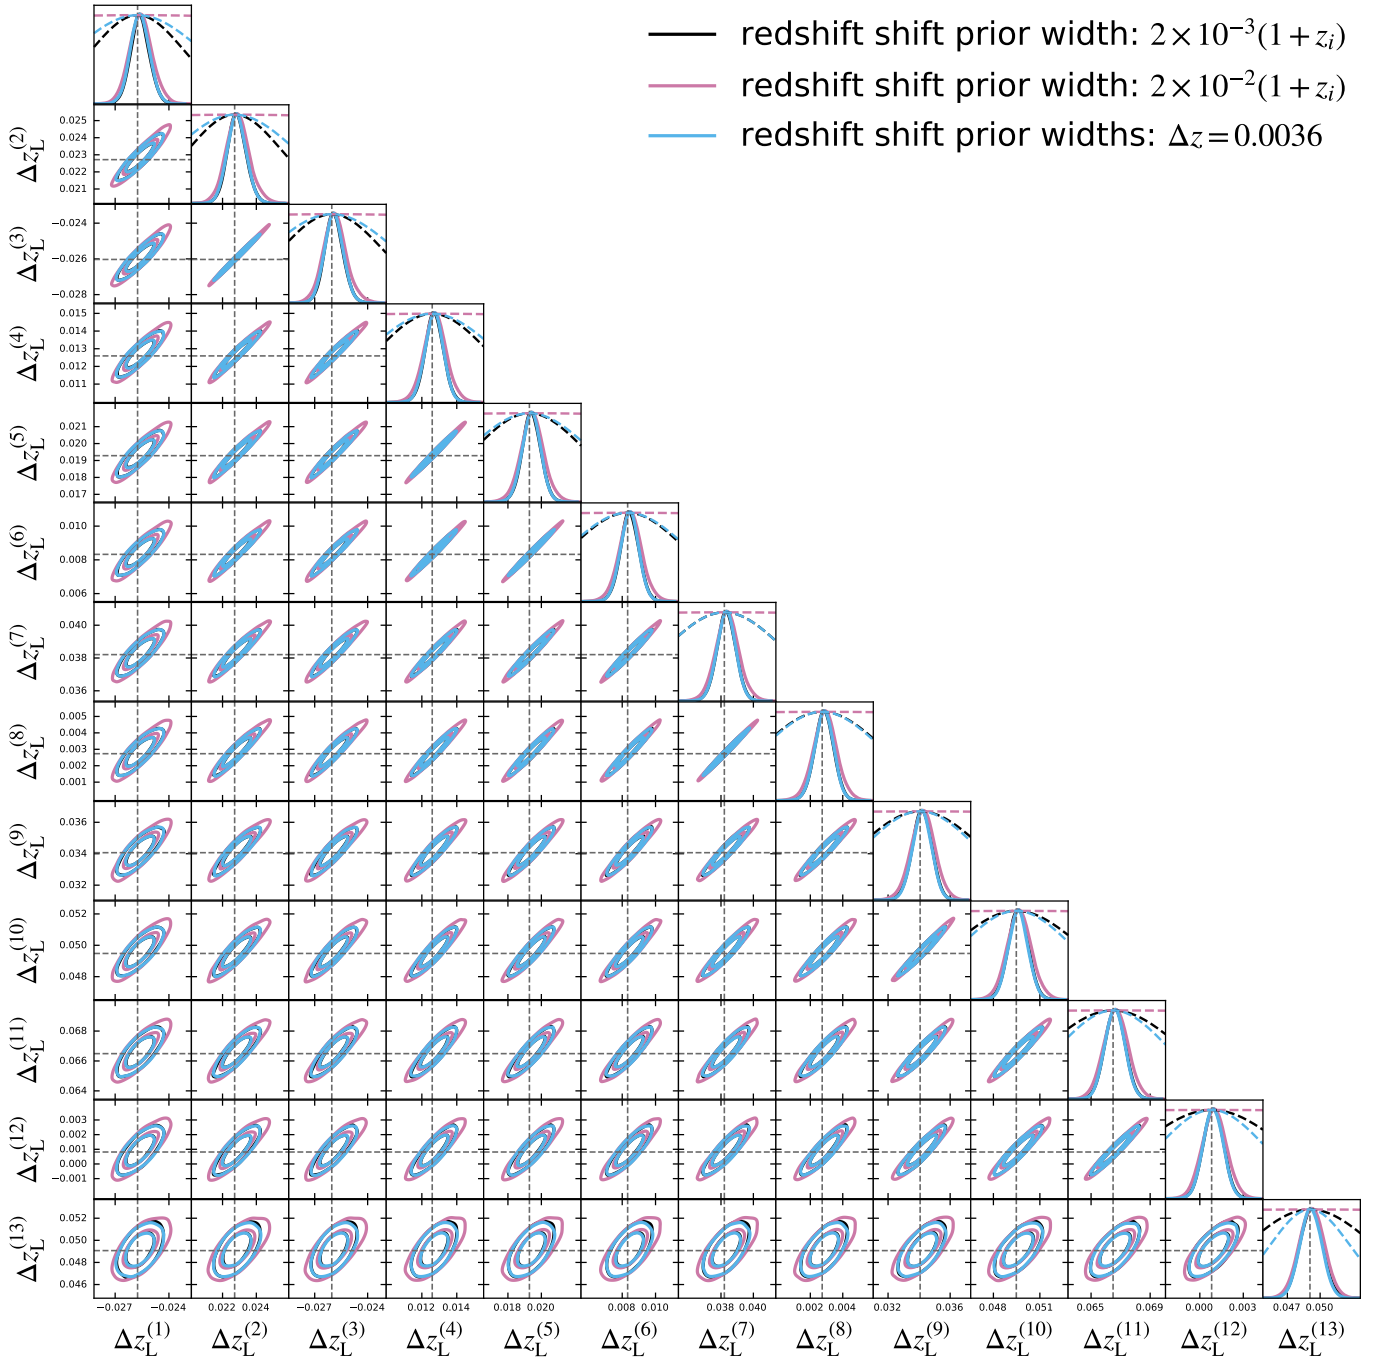 redshift shift prior width: 2×10⁻³(1+zᵢ)
redshift shift prior width: 2×10⁻²(1+zᵢ)
redshift shift prior widths: Δz=0.0036
Δz_L^(2)
0.025
0.024
0.023
0.022
0.021
Δz_L^(3)
−0.024
−0.026
−0.028
Δz_L^(4)
0.015
0.014
0.013
0.012
0.011
Δz_L^(5)
0.021
0.020
0.019
0.018
0.017
Δz_L^(6)
0.010
0.008
0.006
Δz_L^(7)
0.040
0.038
0.036
Δz_L^(8)
0.005
0.004
0.003
0.002
0.001
Δz_L^(9)
0.036
0.034
0.032
Δz_L^(10)
0.052
0.050
0.048
Δz_L^(11)
0.068
0.066
0.064
Δz_L^(12)
0.003
0.002
0.001
0.000
−0.001
Δz_L^(13)
0.052
0.050
0.048
0.046
−0.027 −0.024 0.022 0.024 −0.027 −0.024 0.012 0.014 0.018 0.020 0.008 0.010 0.038 0.040 0.002 0.004 0.032 0.036 0.048 0.051 0.065 0.069 0.000 0.003 0.047 0.050
Δz_L^(1) Δz_L^(2) Δz_L^(3) Δz_L^(4) Δz_L^(5) Δz_L^(6) Δz_L^(7) Δz_L^(8) Δz_L^(9) Δz_L^(10) Δz_L^(11) Δz_L^(12) Δz_L^(13)